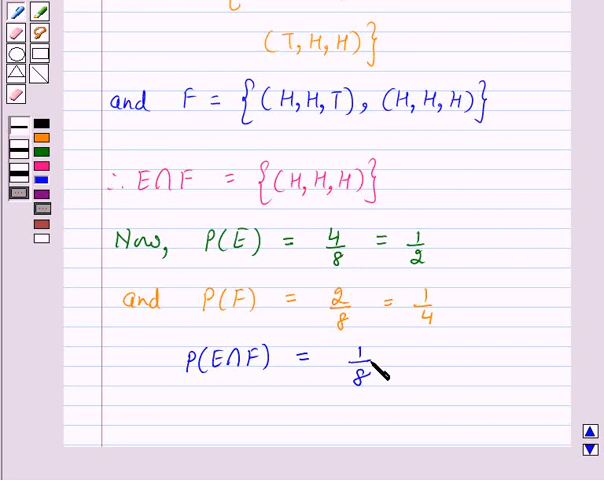 {
(T, H, H)}
and F = {(H, H, T), (H, H, H)}
∴ E∩F = {(H, H, H)}
Now, P(E) = 4/8 = 1/2
and P(F) = 2/8 = 1/4
P(E∩F) = 1/8